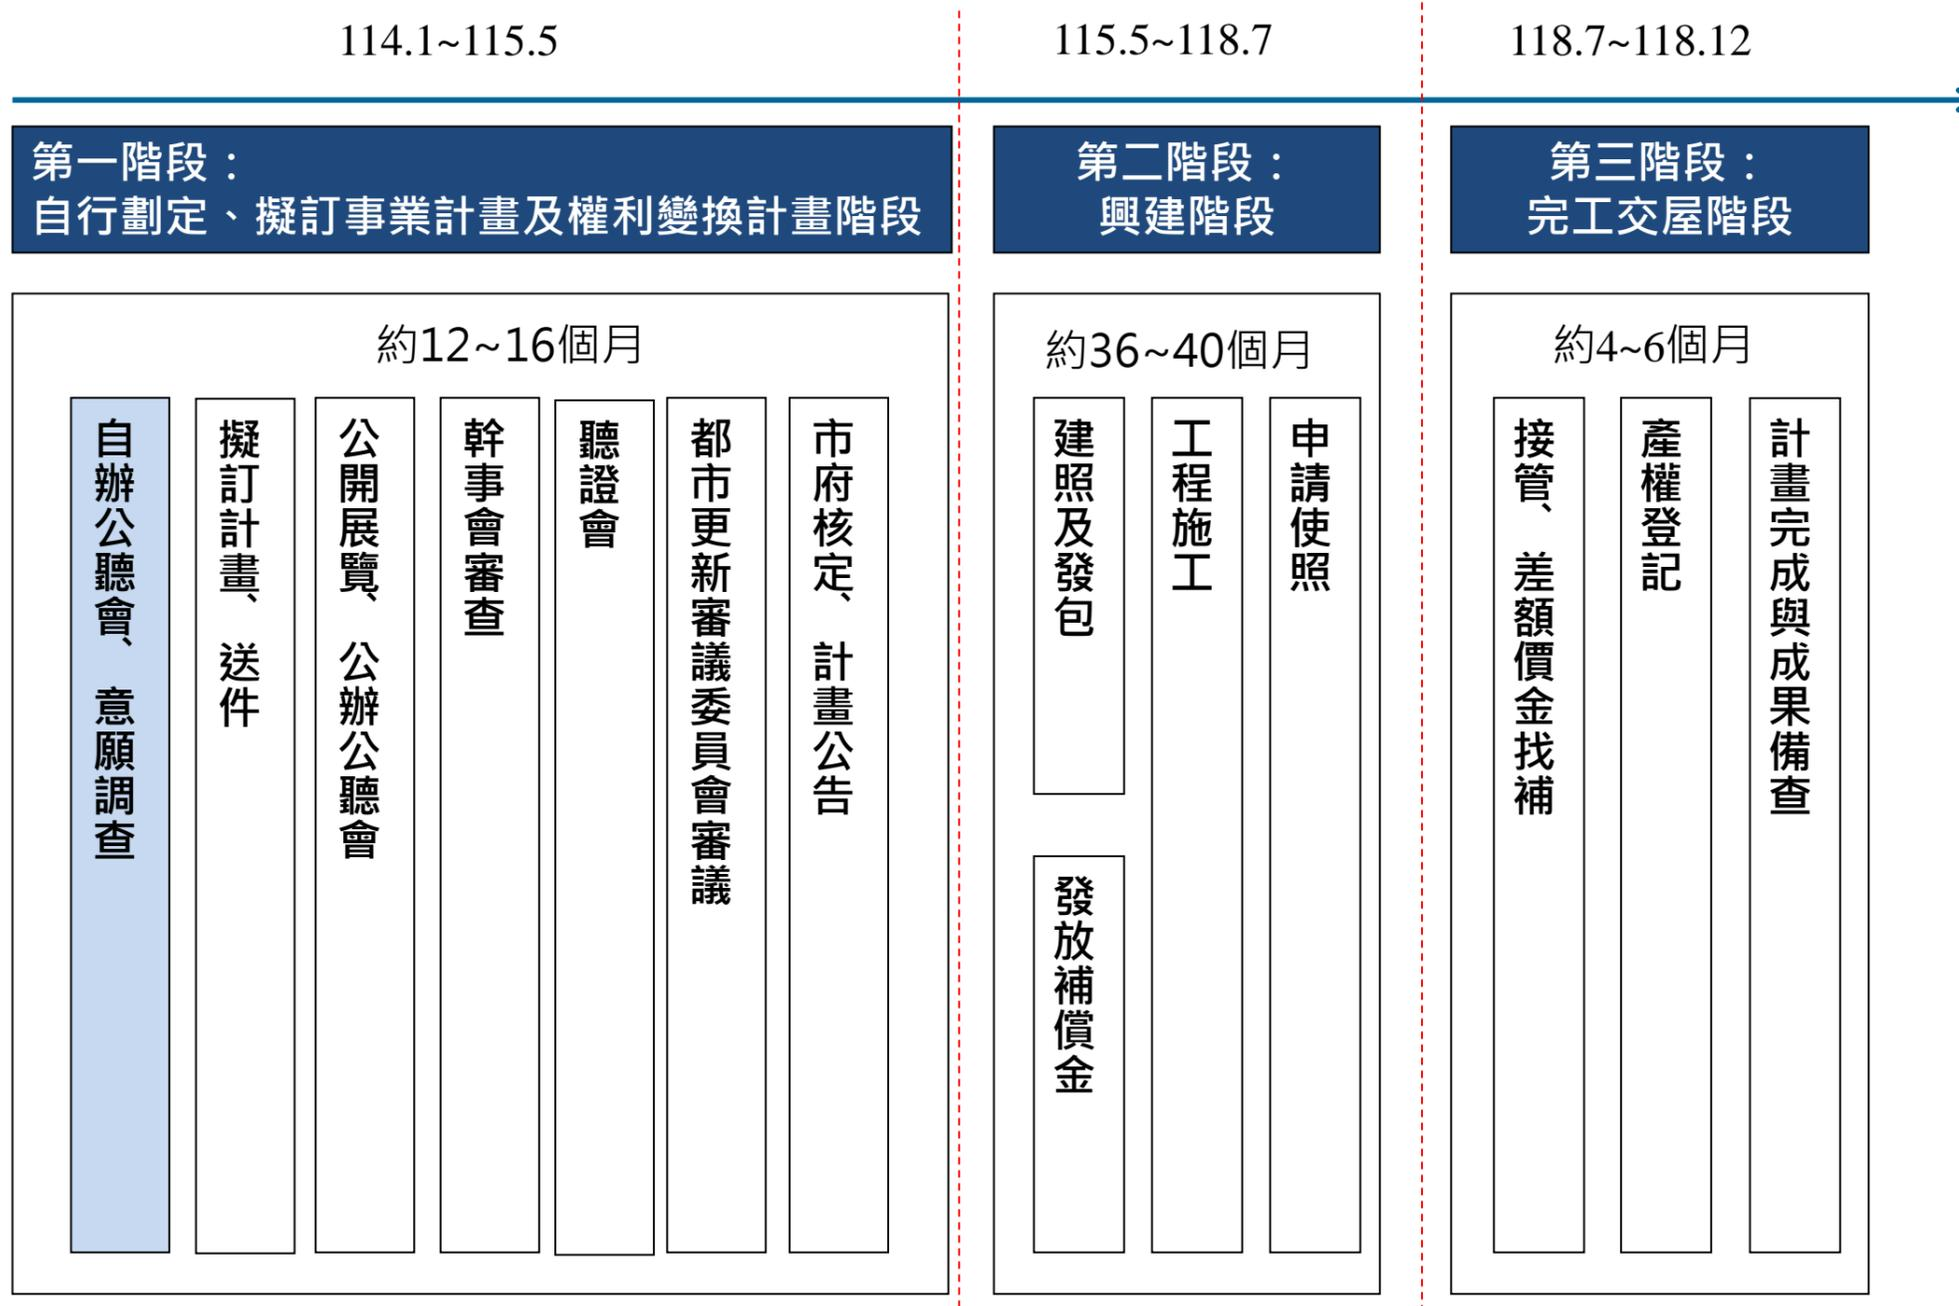 114.1~115.5
115.5~118.7
118.7~118.12
第一階段：
自行劃定、擬訂事業計畫及權利變換計畫階段
第二階段：
興建階段
第三階段：
完工交屋階段
約12~16個月
自辦公聽會、意願調查
擬訂計畫、送件
公開展覽、公辦公聽會
幹事會審查
聽證會
都市更新審議委員會審議
市府核定、計畫公告
約36~40個月
建照及發包
發放補償金
工程施工
申請使照
約4~6個月
接管、差額價金找補
產權登記
計畫完成與成果備查